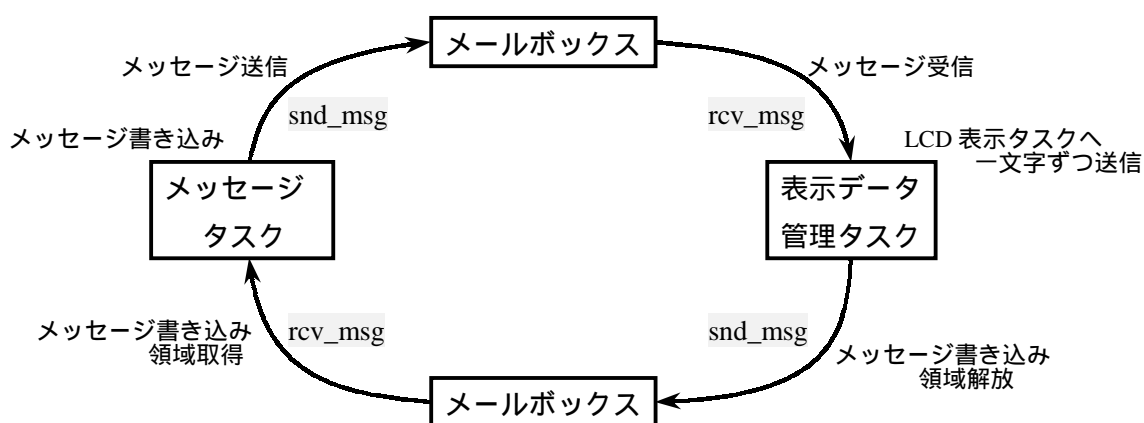 メールボックス
メッセージ送信
メッセージ受信
snd_msg
rcv_msg
メッセージ書き込み
LCD 表示タスクへ
一文字ずつ送信
メッセージ
タスク
表示データ
管理タスク
メッセージ書き込み
領域取得
rcv_msg
snd_msg
メッセージ書き込み
領域解放
メールボックス